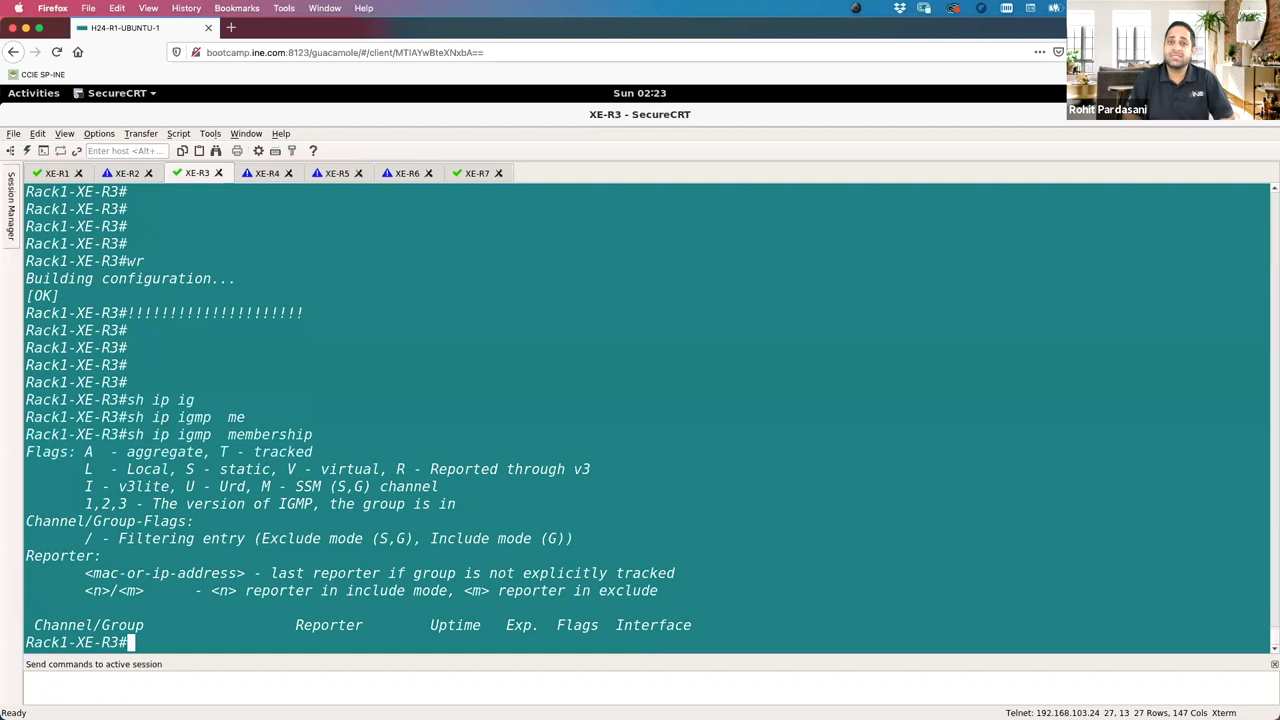 Firefox File Edit View History Bookmarks Tools Window Help
H24-R1-UBUNTU-1
bootcamp.ine.com:8123/guacamole/#/client/MTIAYwBteXNxbA==
CCIE SP-INE
Activities SecureCRT Sun 02:23
Rohit Pardasani
XE-R3 - SecureCRT
File Edit View Options Transfer Script Tools Window Help
Enter host <Alt+...
XE-R1 XE-R2 XE-R3 XE-R4 XE-R5 XE-R6 XE-R7
Session Manager
Rack1-XE-R3#
Rack1-XE-R3#
Rack1-XE-R3#
Rack1-XE-R3#
Rack1-XE-R3#wr
Building configuration...
[OK]
Rack1-XE-R3#!!!!!!!!!!!!!!!!!!!!!
Rack1-XE-R3#
Rack1-XE-R3#
Rack1-XE-R3#
Rack1-XE-R3#
Rack1-XE-R3#sh ip ig
Rack1-XE-R3#sh ip igmp  me
Rack1-XE-R3#sh ip igmp  membership
Flags: A  - aggregate, T - tracked
L  - Local, S - static, V - virtual, R - Reported through v3
I - v3lite, U - Urd, M - SSM (S,G) channel
1,2,3 - The version of IGMP, the group is in
Channel/Group-Flags:
/ - Filtering entry (Exclude mode (S,G), Include mode (G))
Reporter:
<mac-or-ip-address> - last reporter if group is not explicitly tracked
<n>/<m>      - <n> reporter in include mode, <m> reporter in exclude
Channel/Group Reporter Uptime Exp. Flags Interface
Rack1-XE-R3#
Send commands to active session
Ready Telnet: 192.168.103.24 27, 13 27 Rows, 147 Cols Xterm